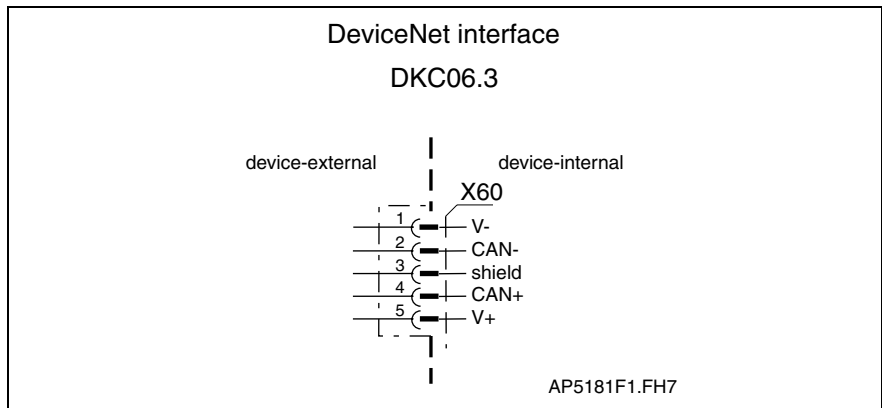 DeviceNet interface
DKC06.3
device-external device-internal
X60
1 V-
2 CAN-
3 shield
4 CAN+
5 V+
AP5181F1.FH7